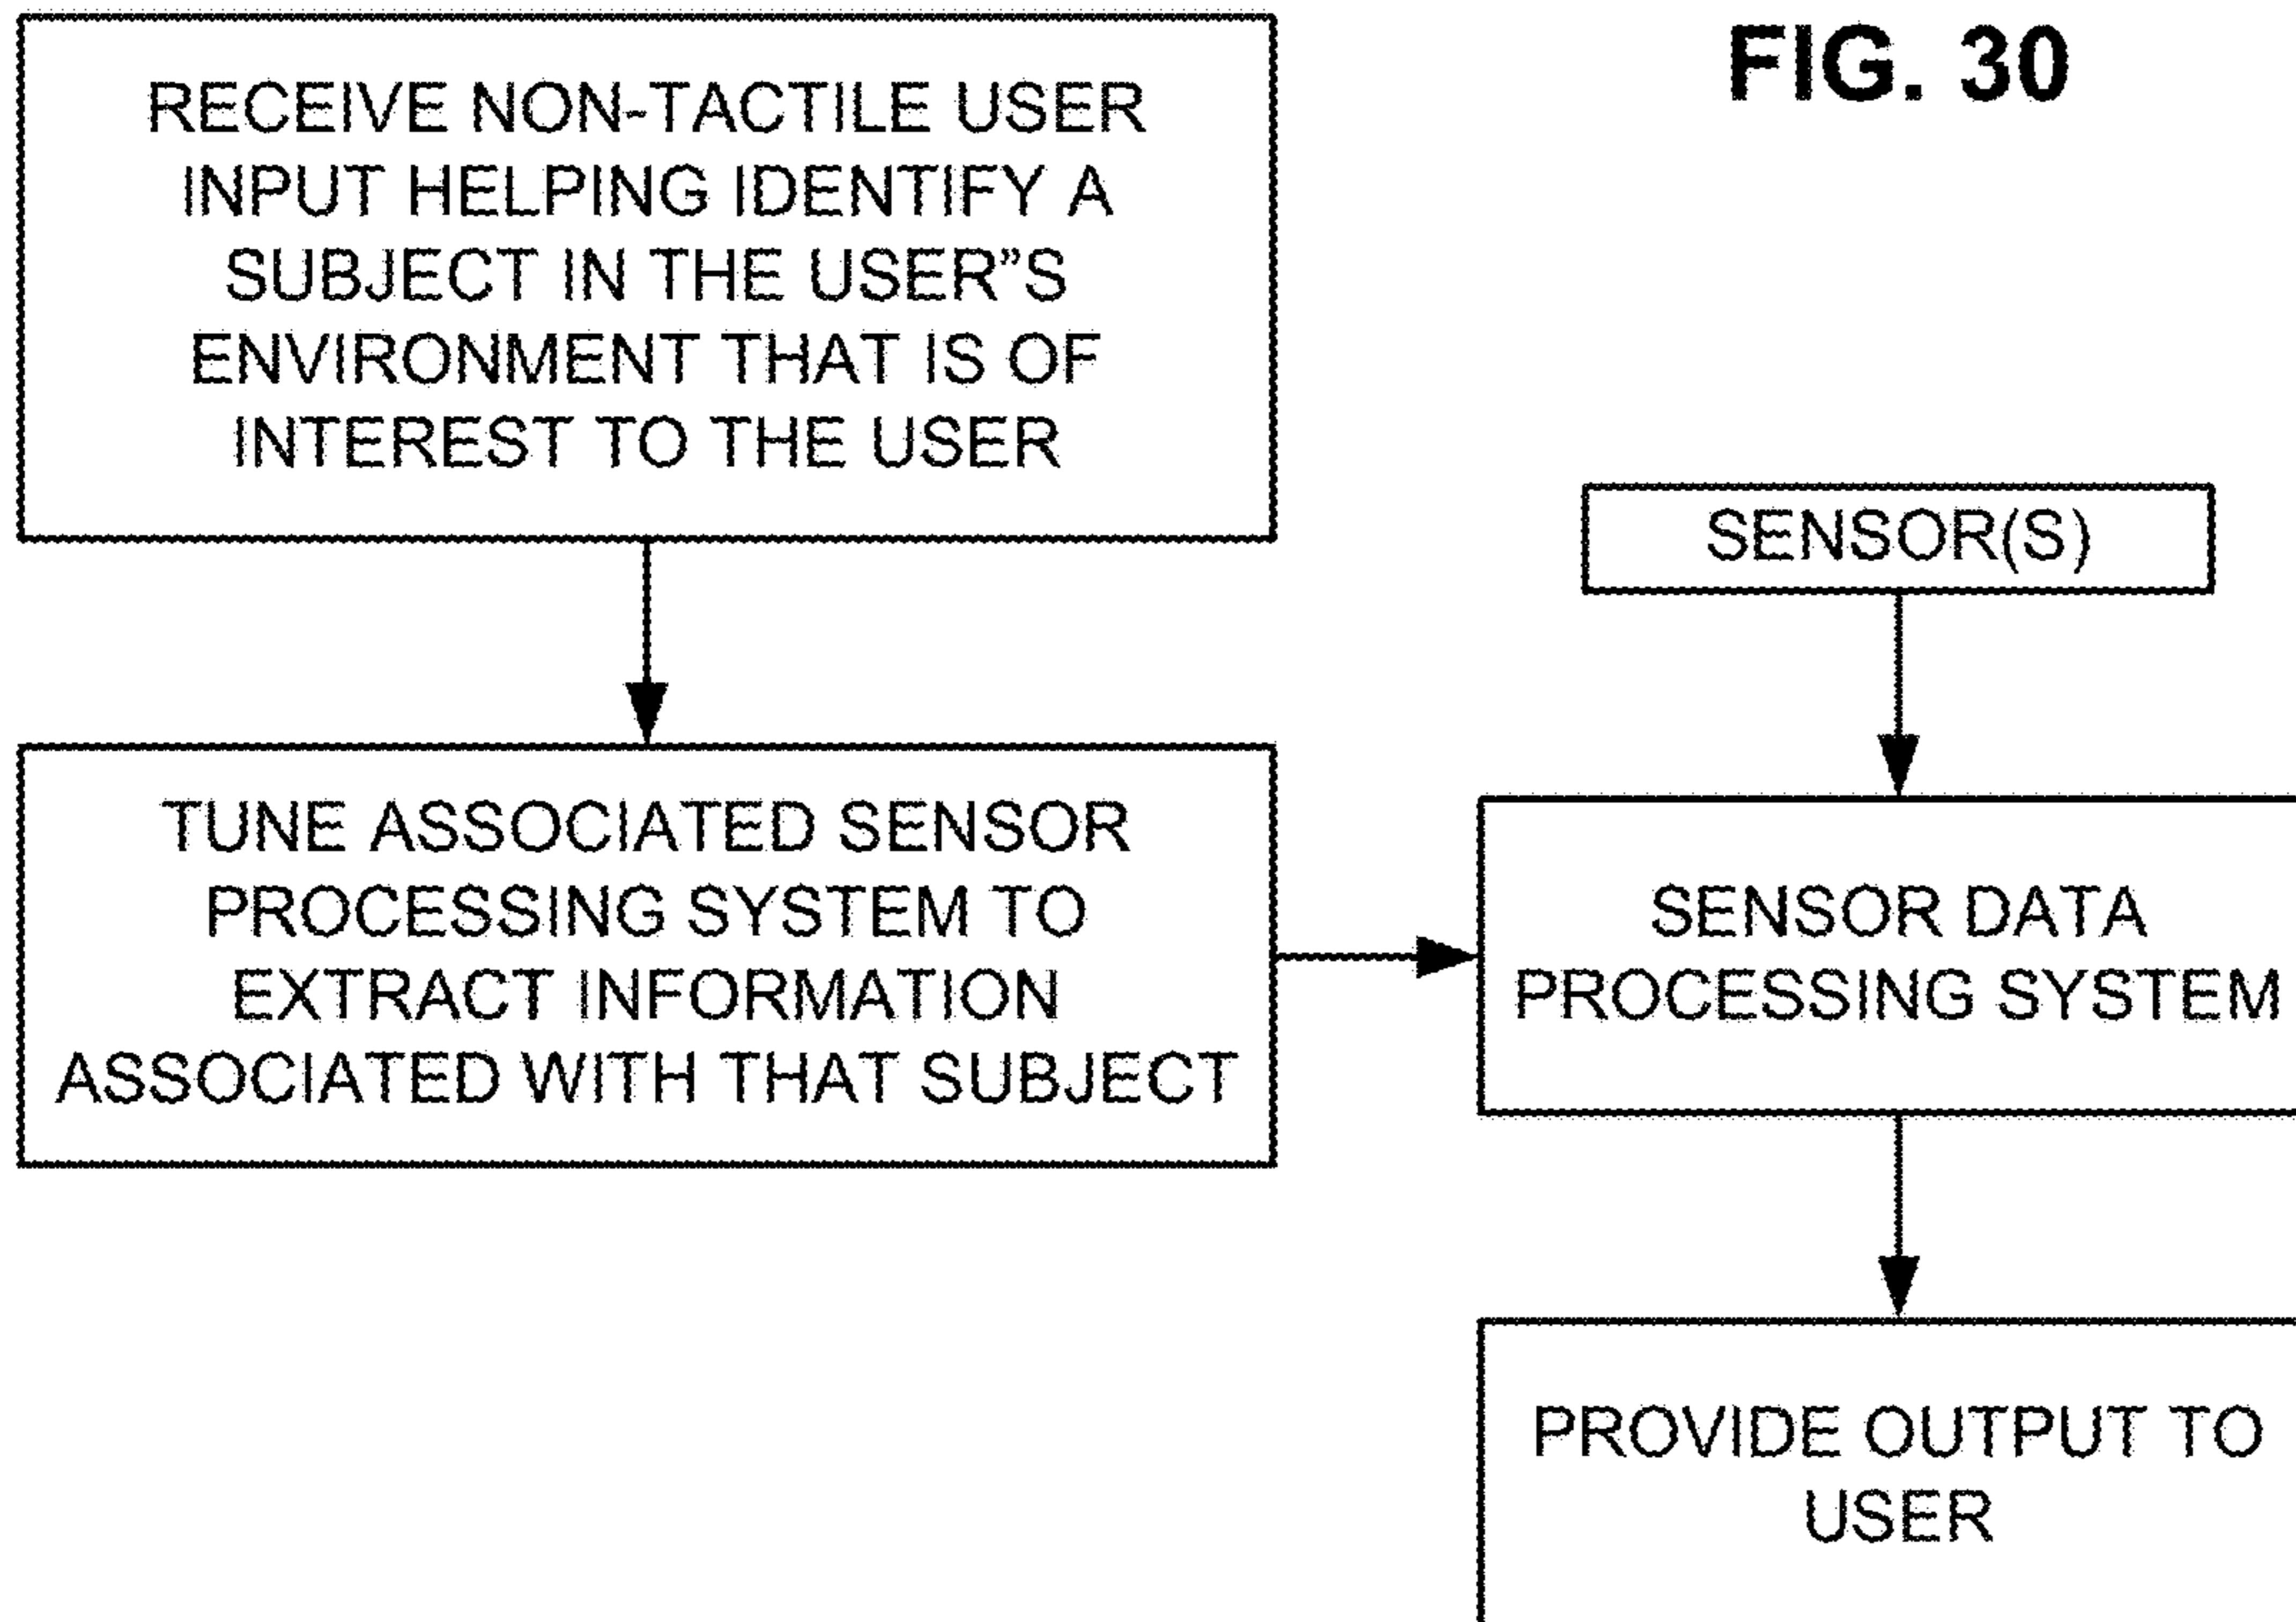 FIG. 30
RECEIVE NON-TACTILE USER
INPUT HELPING IDENTIFY A
SUBJECT IN THE USER”S
ENVIRONMENT THAT IS OF
INTEREST TO THE USER
SENSOR(S)
TUNE ASSOCIATED SENSOR
PROCESSING SYSTEM TO
EXTRACT INFORMATION
ASSOCIATED WITH THAT SUBJECT
SENSOR DATA
PROCESSING SYSTEM
PROVIDE OUTPUT TO
USER